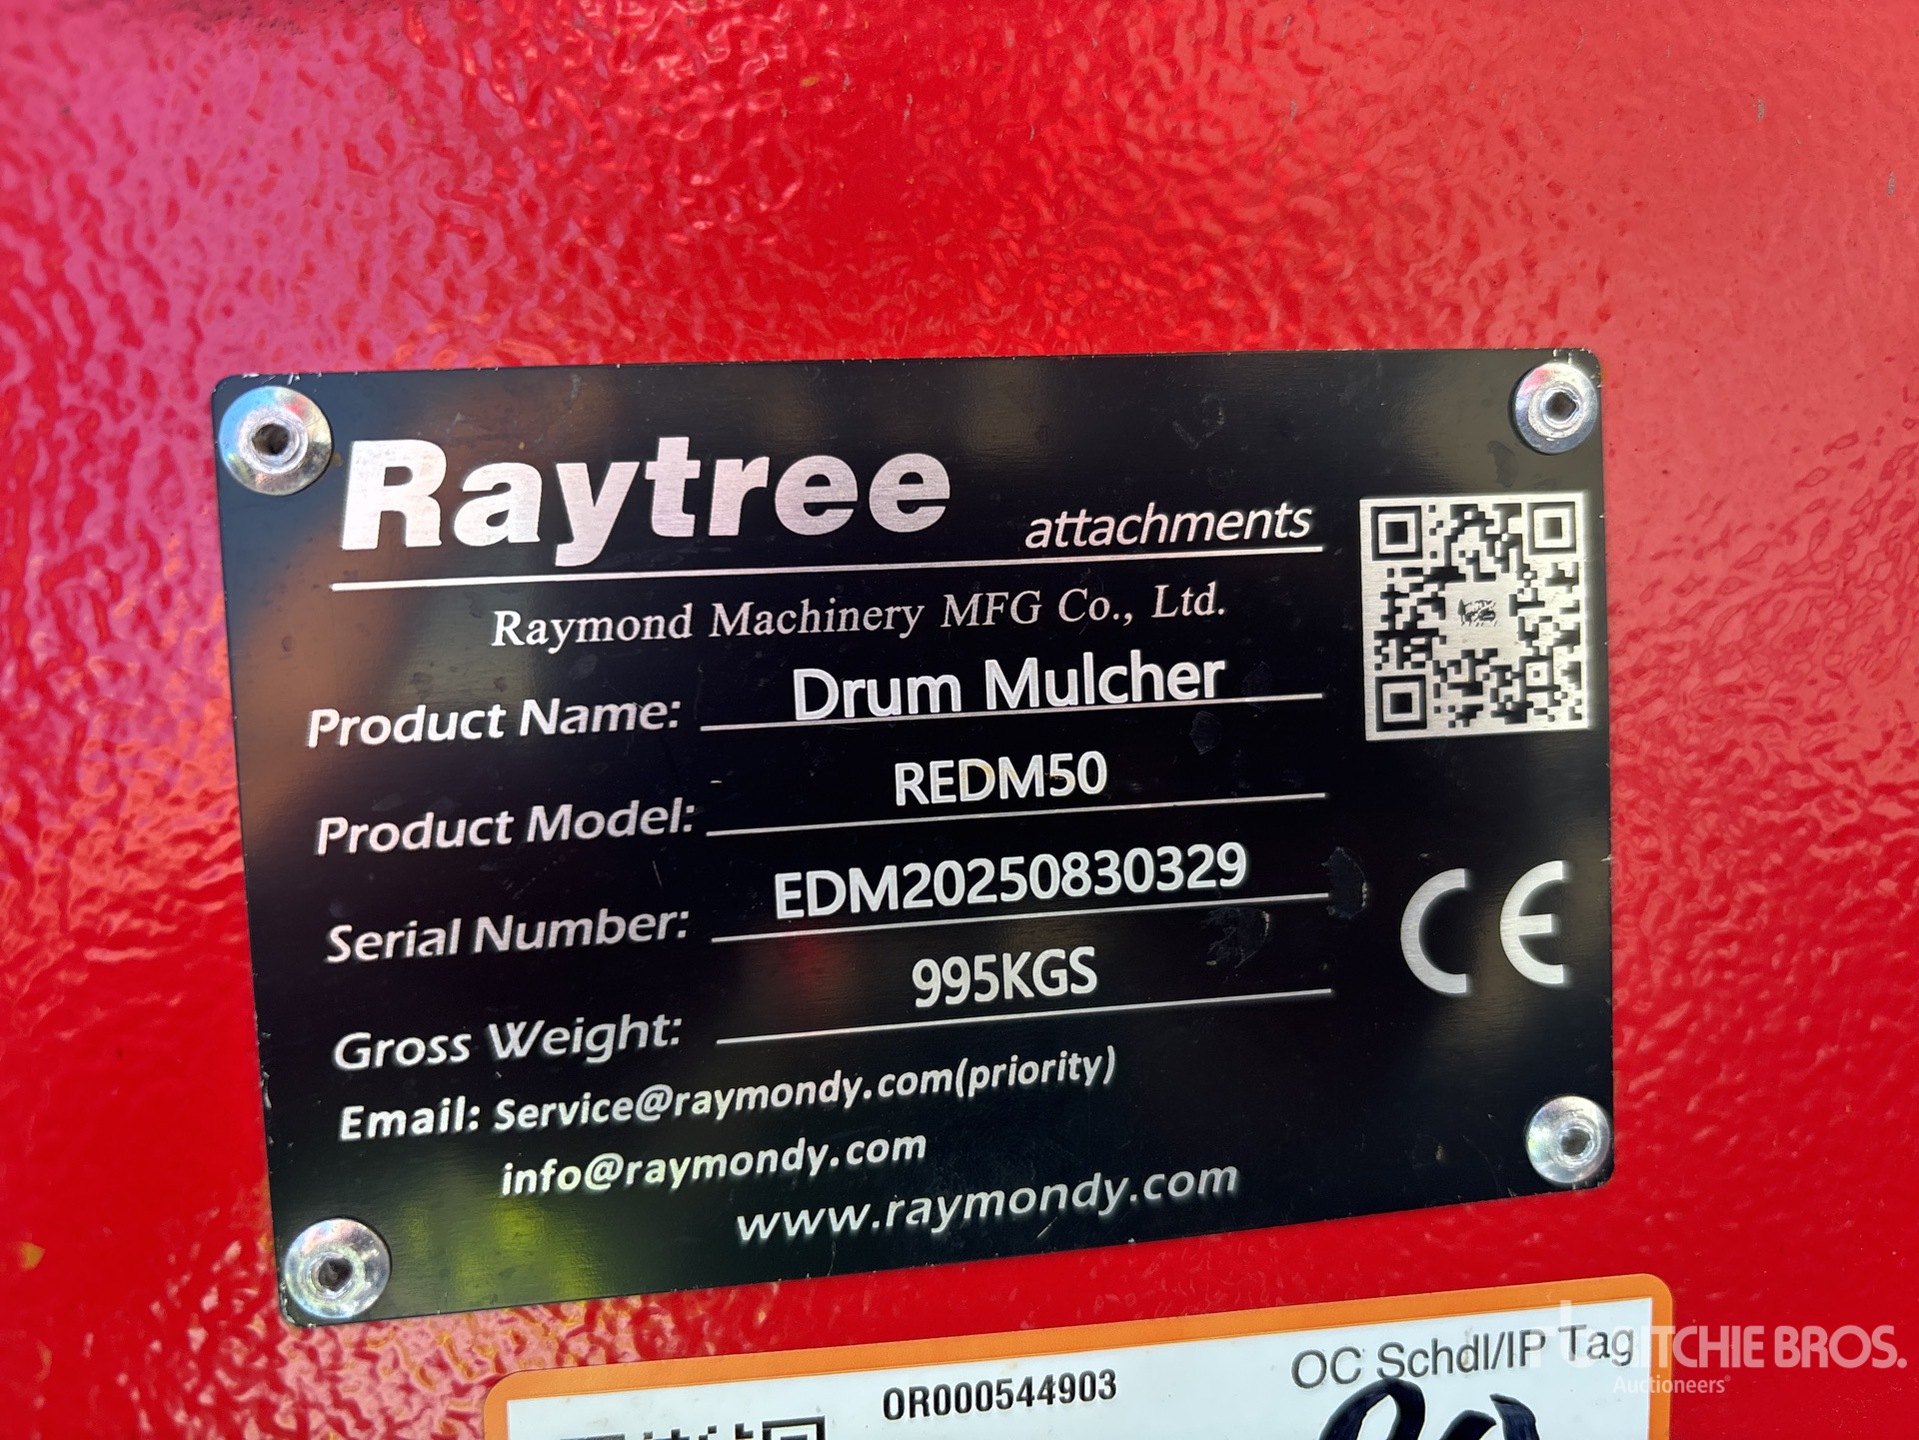 Raytree attachments
Raymond Machinery MFG Co., Ltd.
Product Name: Drum Mulcher
Product Model: REDM50
Serial Number: EDM20250830329
Gross Weight: 995KGS
Email: Service@raymondy.com(priority)
info@raymondy.com
www.raymondy.com
CE
OR000544903
OC Schdl/IP Tag
RITCHIE BROS.
Auctioneers